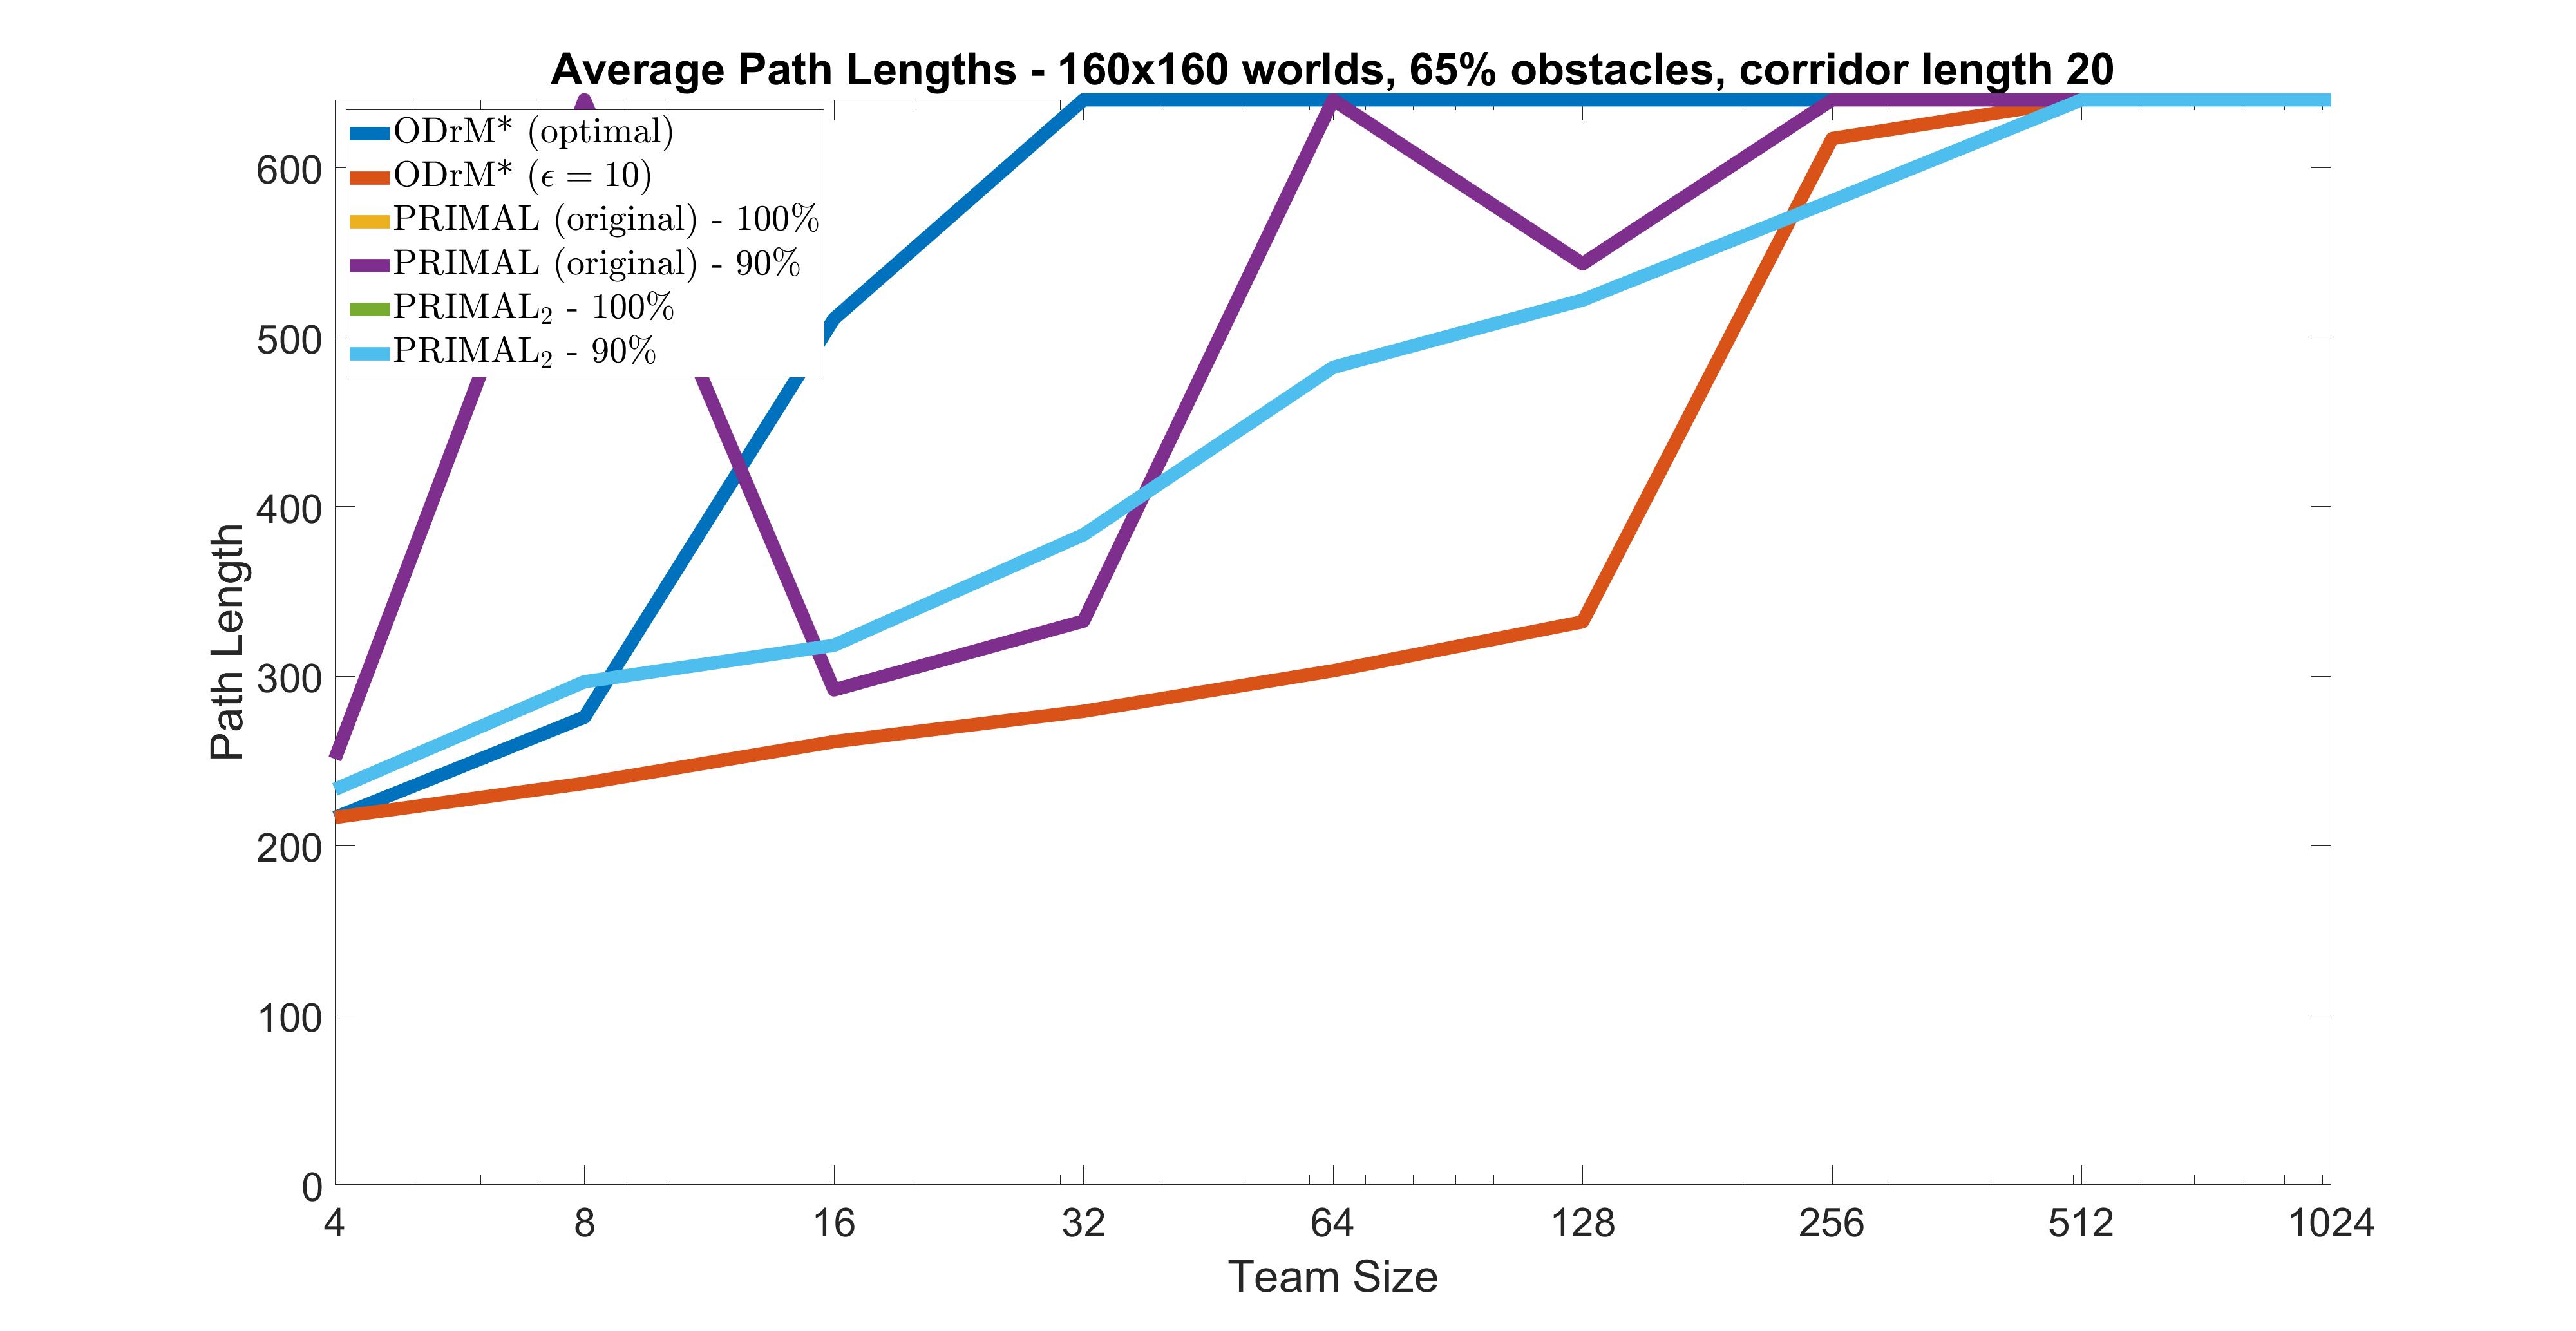 Average Path Lengths - 160x160 worlds, 65% obstacles, corridor length 20
ODrM* (optimal)
ODrM* (ϵ = 10)
PRIMAL (original) - 100%
PRIMAL (original) - 90%
PRIMAL₂ - 100%
PRIMAL₂ - 90%
600
500
400
300
200
100
0
Path Length
4 8 16 32 64 128 256 512 1024
Team Size